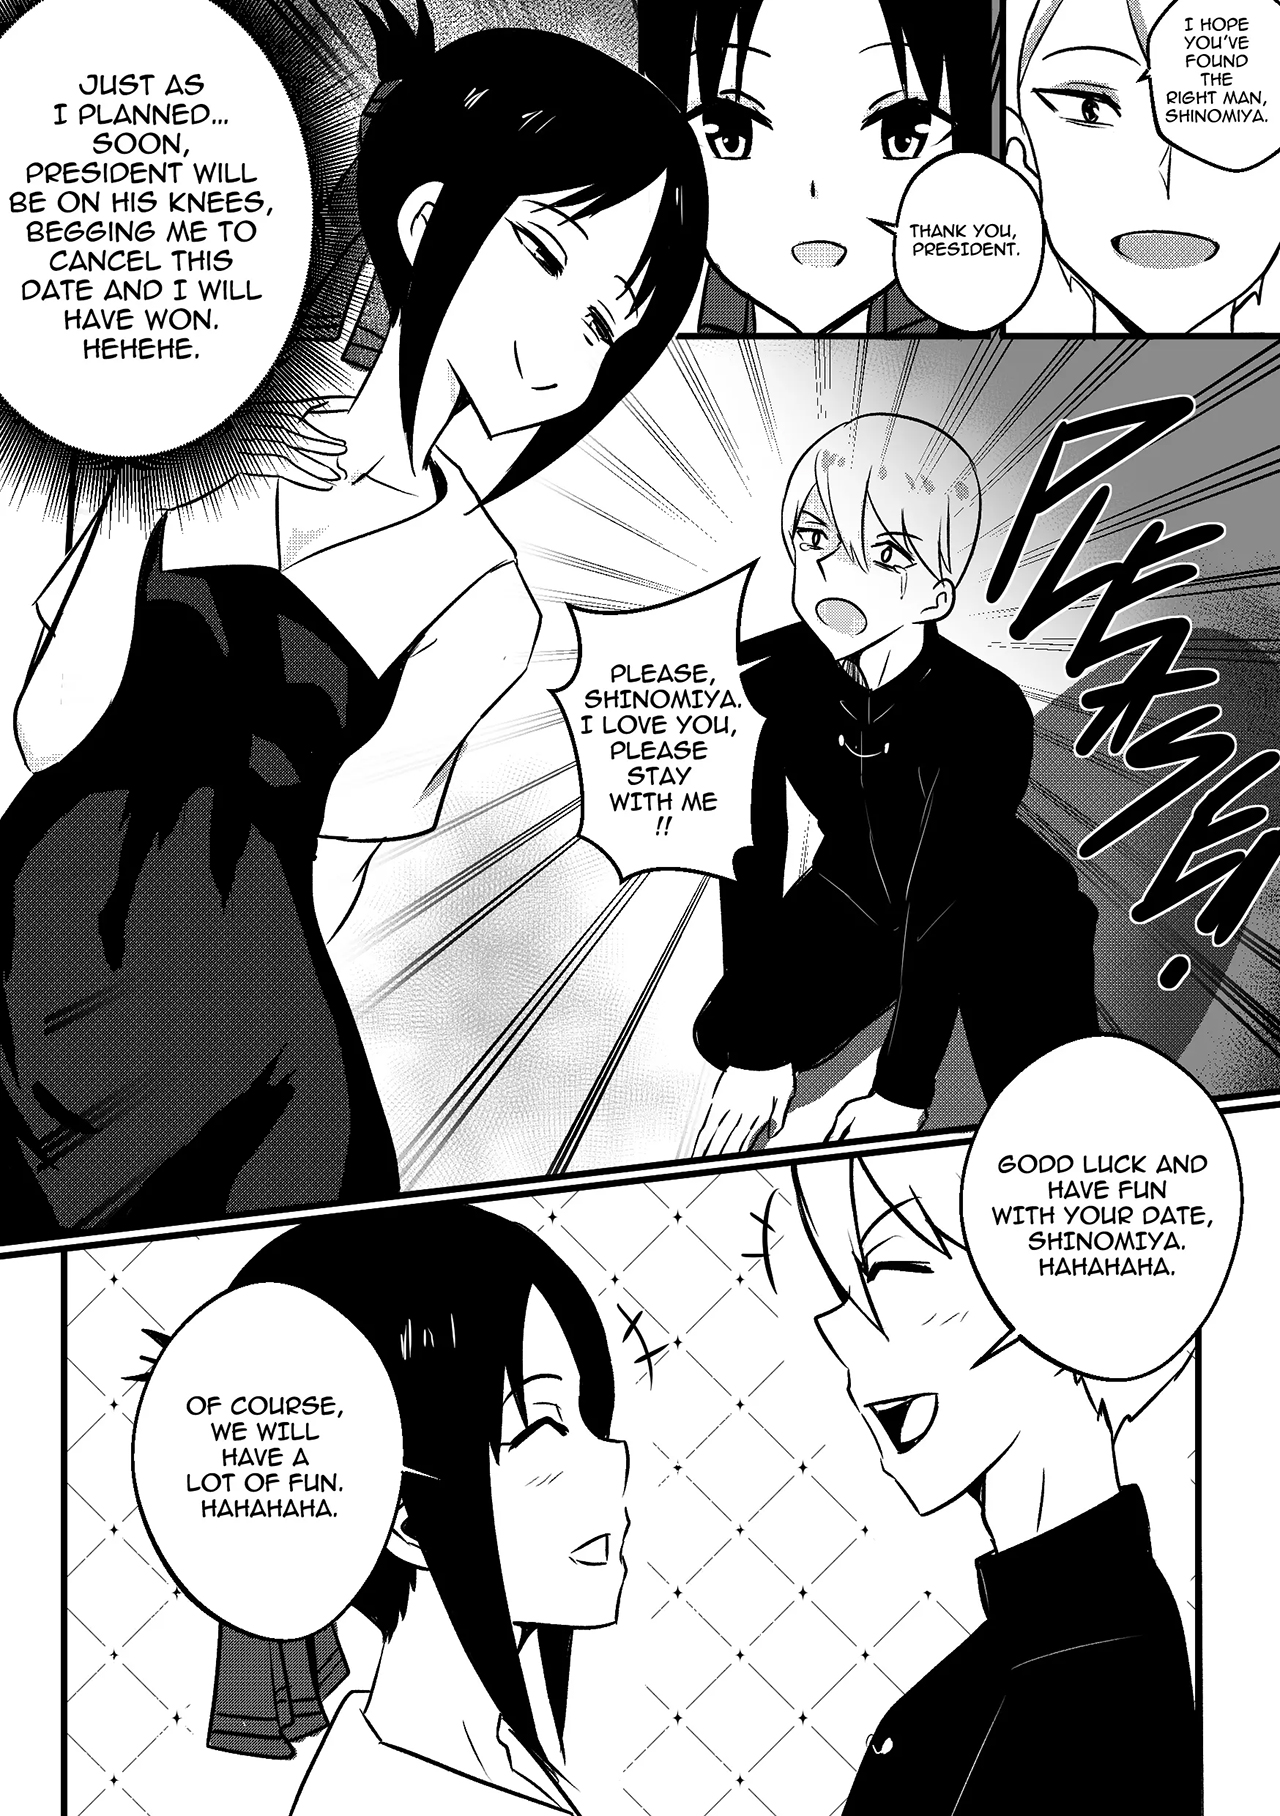 I HOPE
YOU'VE
FOUND
THE
RIGHT MAN,
SHINOMIYA.
THANK YOU,
PRESIDENT.
JUST AS
I PLANNED...
SOON,
PRESIDENT WILL
BE ON HIS KNEES,
BEGGING ME TO
CANCEL THIS
DATE AND I WILL
HAVE WON.
HEHEHE.
PLEASE,
SHINOMIYA.
I LOVE YOU,
PLEASE
STAY
WITH ME
!!
PLEASE!
GODD LUCK AND
HAVE FUN
WITH YOUR DATE,
SHINOMIYA.
HAHAHAHA.
OF COURSE,
WE WILL
HAVE A
LOT OF FUN.
HAHAHAHA.